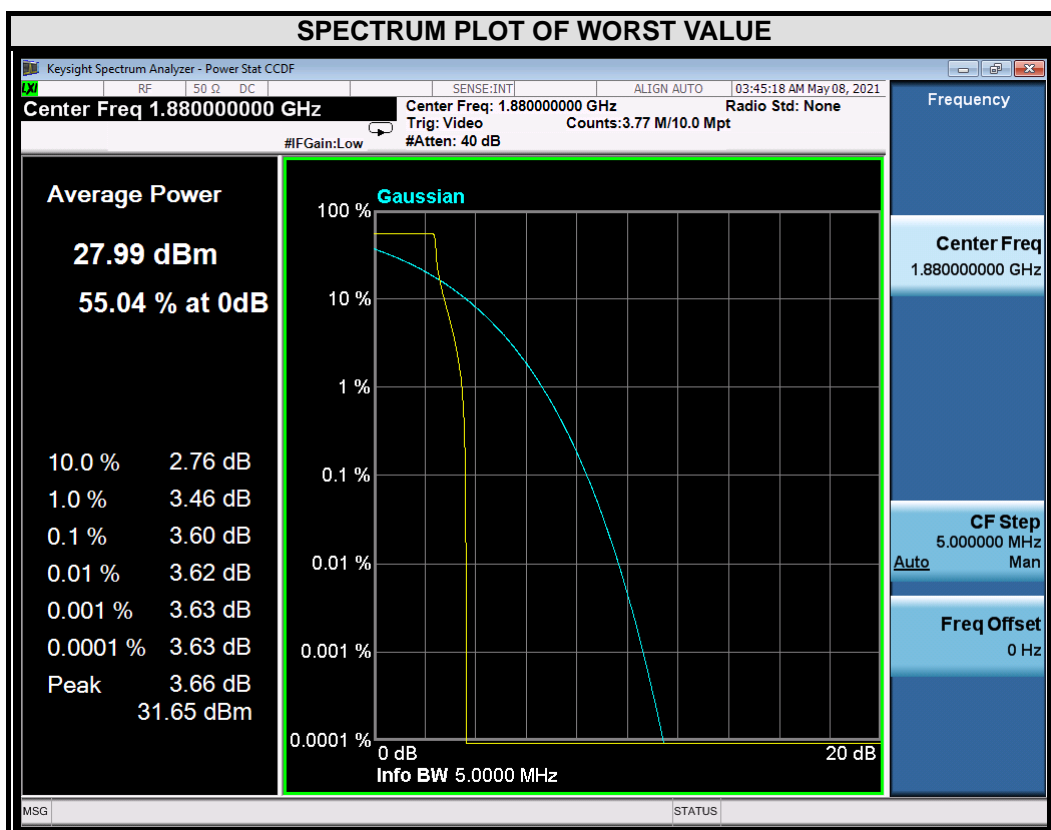 SPECTRUM PLOT OF WORST VALUE
Keysight Spectrum Analyzer - Power Stat CCDF
LXI RF 50 Ω DC SENSE:INT ALIGN AUTO 03:45:18 AM May 08, 2021
Center Freq 1.880000000 GHz
Center Freq: 1.880000000 GHz Radio Std: None
Trig: Video Counts:3.77 M/10.0 Mpt
#IFGain:Low #Atten: 40 dB
Average Power
27.99 dBm
55.04 % at 0dB
10.0 % 2.76 dB
1.0 % 3.46 dB
0.1 % 3.60 dB
0.01 % 3.62 dB
0.001 % 3.63 dB
0.0001 % 3.63 dB
Peak 3.66 dB
31.65 dBm
Gaussian
100 %
10 %
1 %
0.1 %
0.01 %
0.001 %
0.0001 %
0 dB 20 dB
Info BW 5.0000 MHz
Frequency
Center Freq
1.880000000 GHz
CF Step
5.000000 MHz
Auto Man
Freq Offset
0 Hz
MSG STATUS